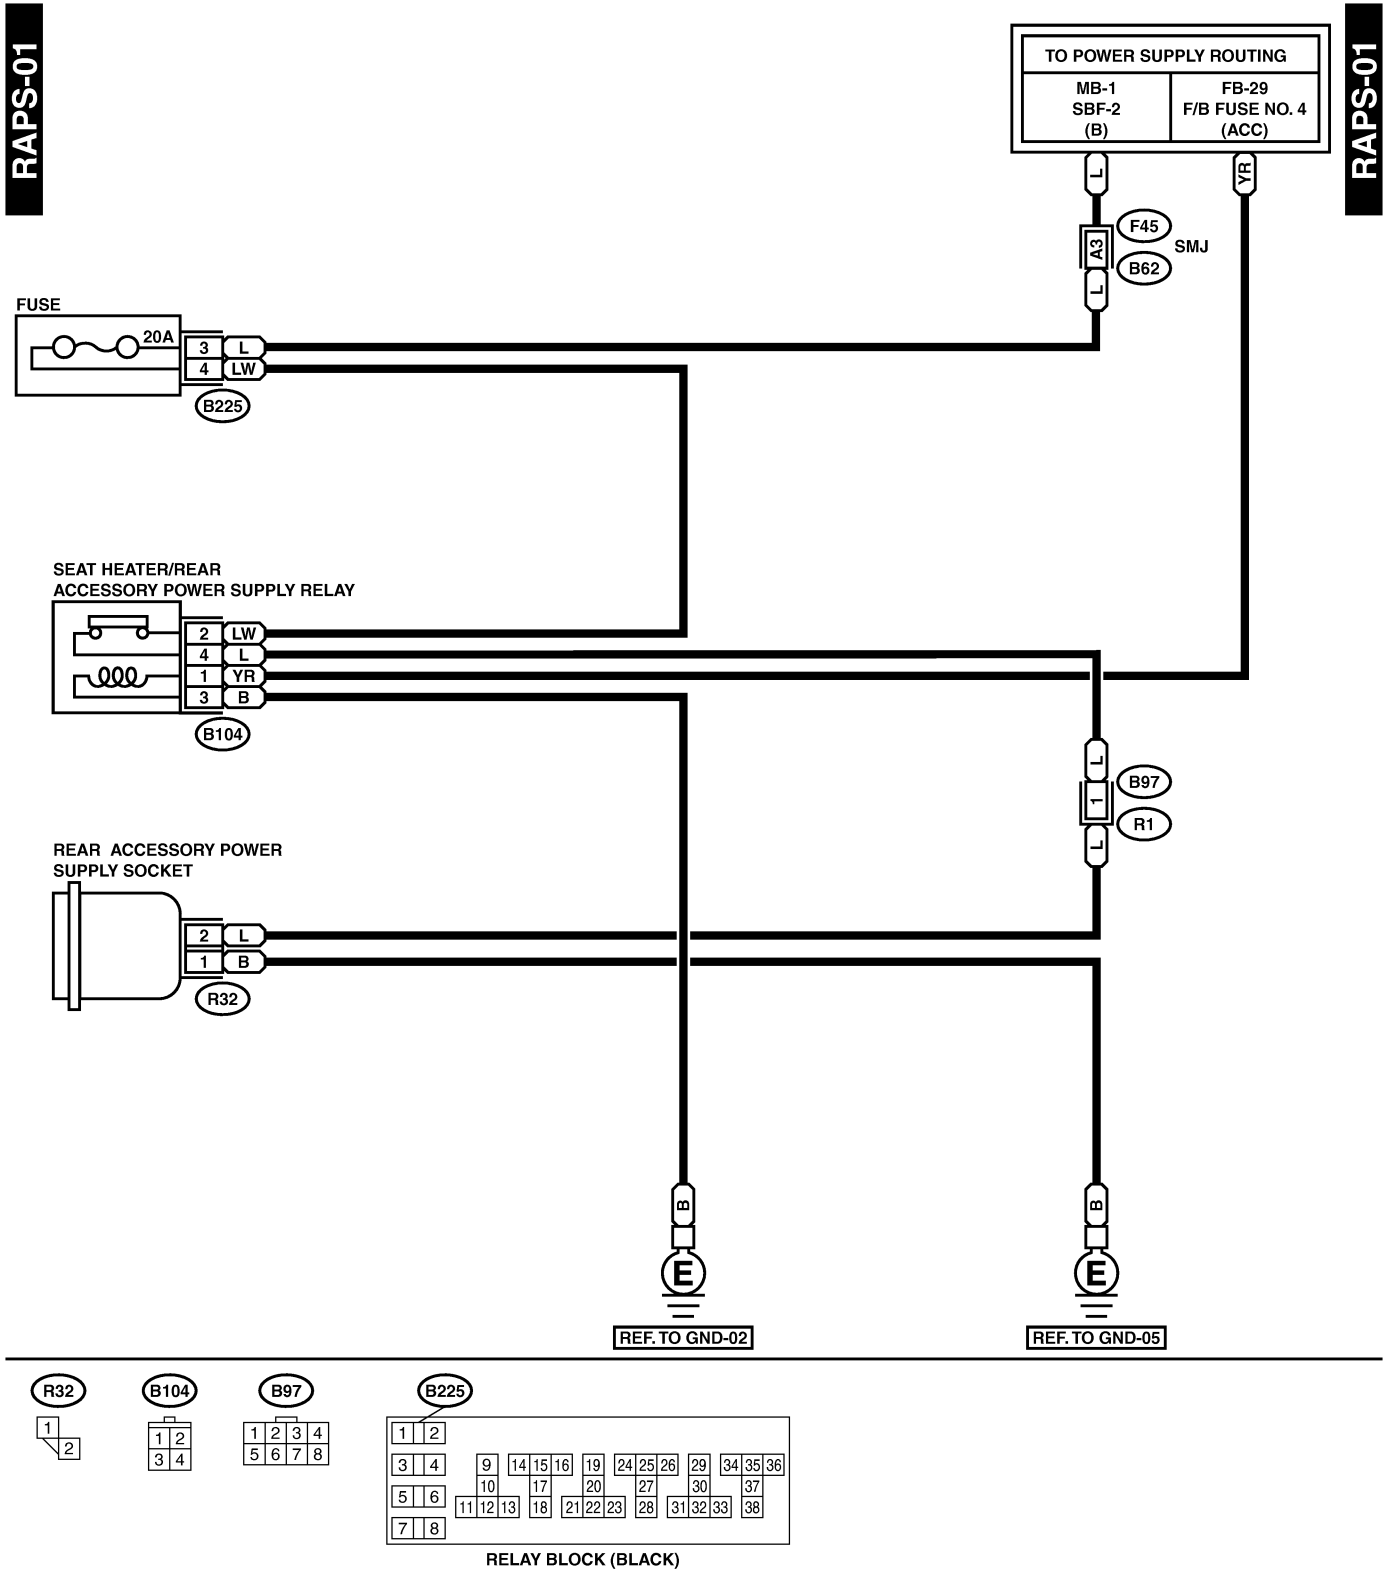 RAPS-01
RAPS-01
TO POWER SUPPLY ROUTING
MB-1
SBF-2
(B)
FB-29
F/B FUSE NO. 4
(ACC)
L
YR
A3
F45
B62
SMJ
L
FUSE
20A
3 L
4 LW
B225
SEAT HEATER/REAR
ACCESSORY POWER SUPPLY RELAY
2 LW
4 L
1 YR
3 B
B104
L
1
B97
R1
L
REAR ACCESSORY POWER
SUPPLY SOCKET
2 L
1 B
R32
B
B
E
E
REF. TO GND-02
REF. TO GND-05
R32
B104
B97
B225
1
2
1 2
3 4
1 2 3 4
5 6 7 8
1 2
3 4
5 6
7 8
9 14 15 16 19 24 25 26 29 34 35 36
10 17 20 27 30 37
11 12 13 18 21 22 23 28 31 32 33 38
RELAY BLOCK (BLACK)